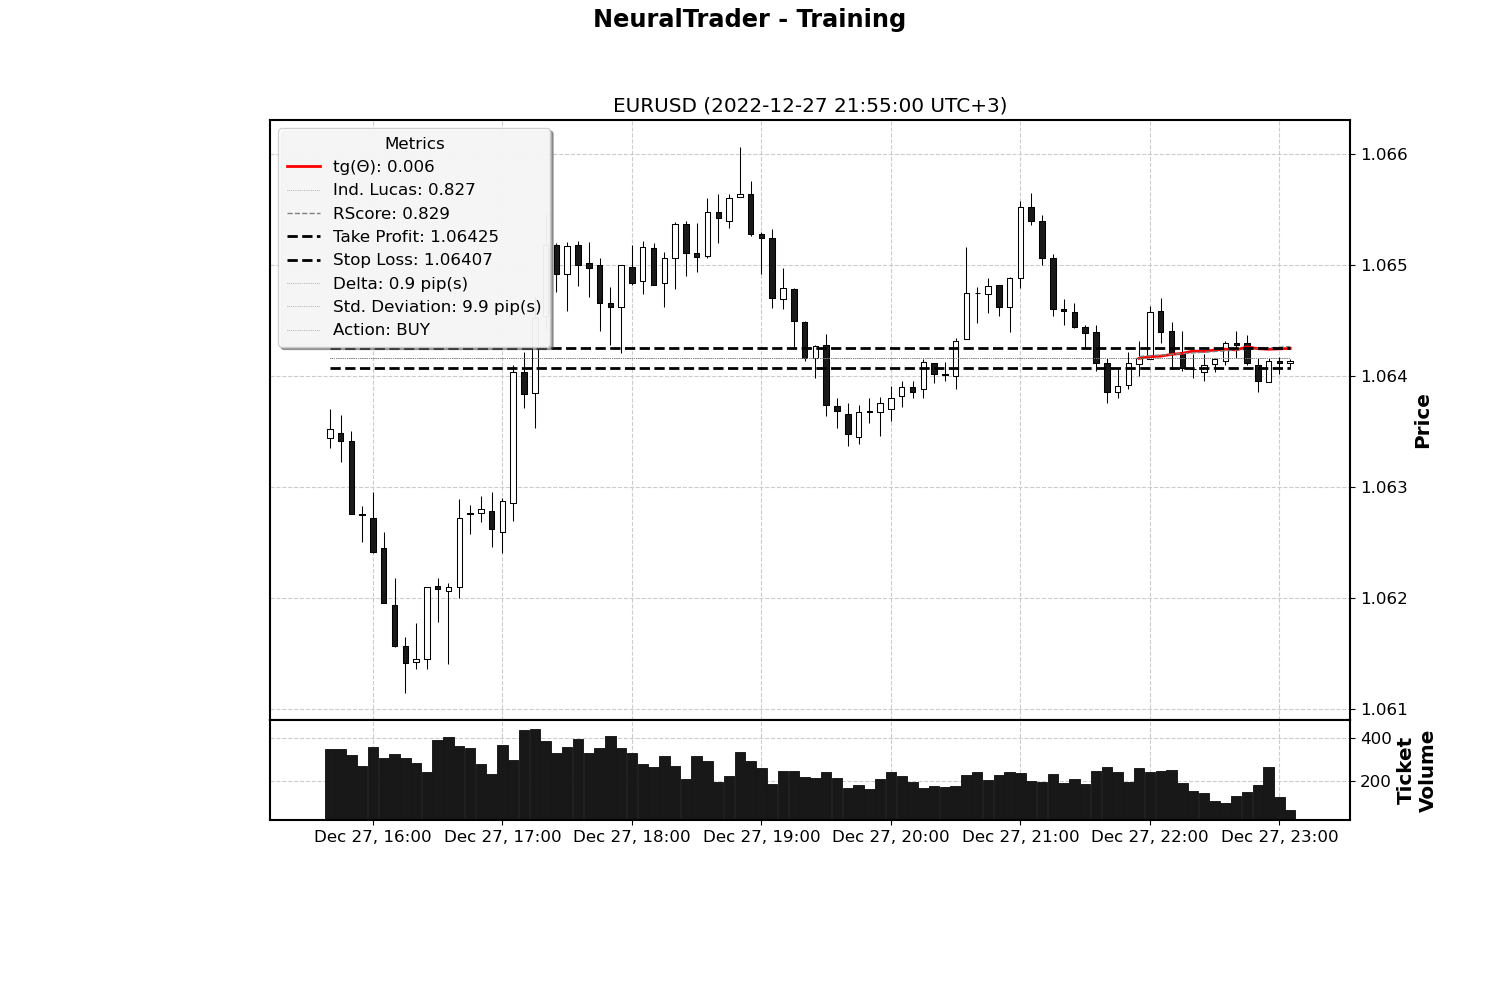 NeuralTrader - Training
EURUSD (2022-12-27 21:55:00 UTC+3)
Metrics
tg(Θ): 0.006
Ind. Lucas: 0.827
RScore: 0.829
Take Profit: 1.06425
Stop Loss: 1.06407
Delta: 0.9 pip(s)
Std. Deviation: 9.9 pip(s)
Action: BUY
1.066
1.065
1.064
1.063
1.062
1.061
Price
400
200
Ticket
Volume
Dec 27, 16:00
Dec 27, 17:00
Dec 27, 18:00
Dec 27, 19:00
Dec 27, 20:00
Dec 27, 21:00
Dec 27, 22:00
Dec 27, 23:00